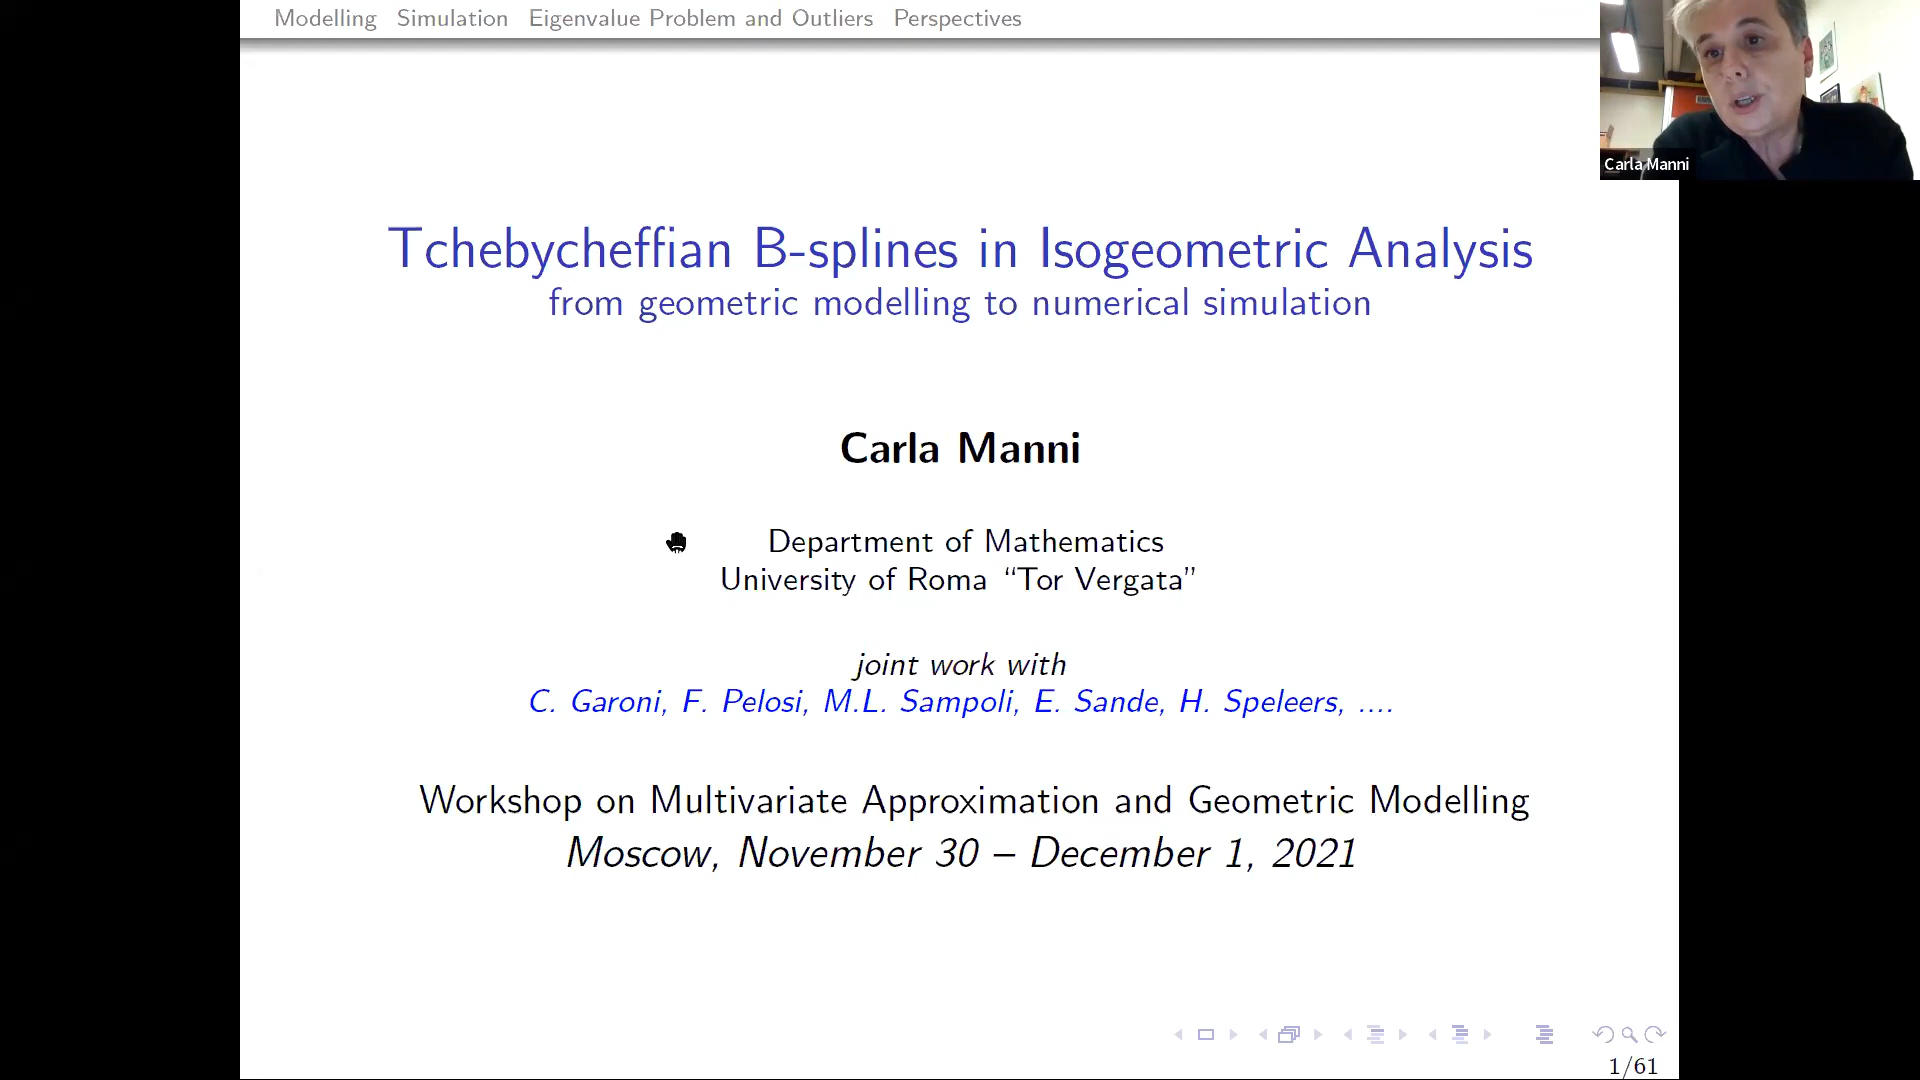 Modelling Simulation Eigenvalue Problem and Outliers Perspectives
Carla Manni
Tchebycheffian B-splines in Isogeometric Analysis
from geometric modelling to numerical simulation
Carla Manni
Department of Mathematics
University of Roma “Tor Vergata”
joint work with
C. Garoni, F. Pelosi, M.L. Sampoli, E. Sande, H. Speleers, ....
Workshop on Multivariate Approximation and Geometric Modelling
Moscow, November 30 – December 1, 2021
1/61